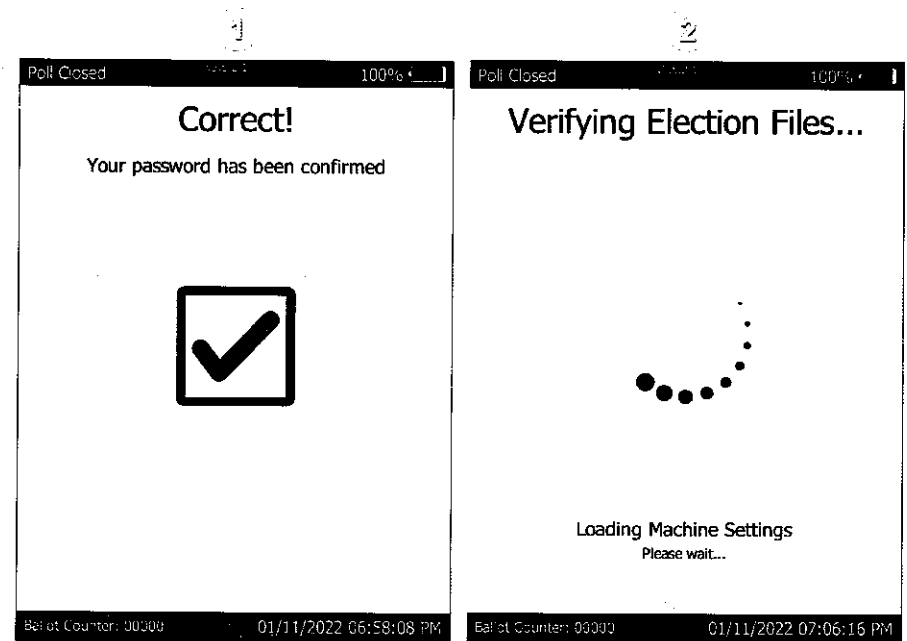 1
Poll Closed 100%
Correct!
Your password has been confirmed
Ballot Counter: 00000 01/11/2022 06:58:08 PM
2
Poll Closed 100%
Verifying Election Files...
Loading Machine Settings
Please wait...
Ballot Counter: 00000 01/11/2022 07:06:16 PM